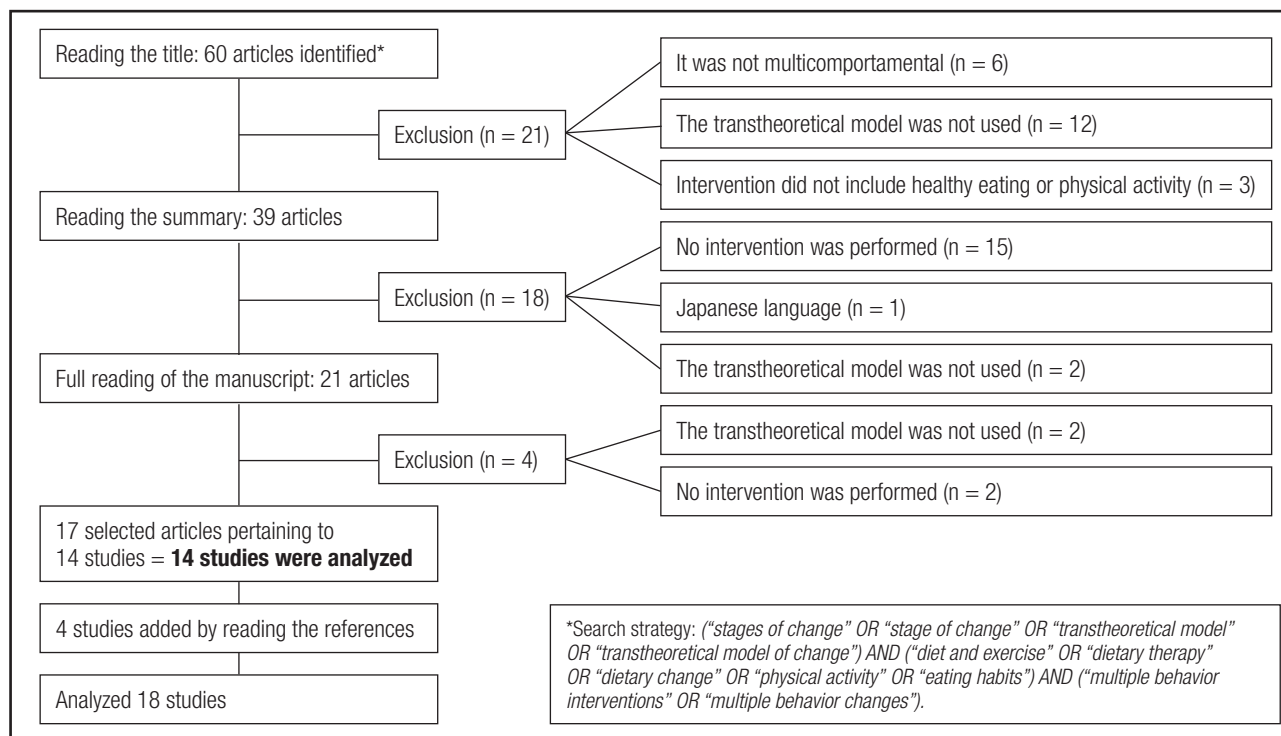 Reading the title: 60 articles identified*
It was not multicomportamental (n = 6)
Exclusion (n = 21)
The transtheoretical model was not used (n = 12)
Intervention did not include healthy eating or physical activity (n = 3)
Reading the summary: 39 articles
No intervention was performed (n = 15)
Exclusion (n = 18)
Japanese language (n = 1)
The transtheoretical model was not used (n = 2)
Full reading of the manuscript: 21 articles
The transtheoretical model was not used (n = 2)
Exclusion (n = 4)
No intervention was performed (n = 2)
17 selected articles pertaining to
14 studies = 14 studies were analyzed
4 studies added by reading the references
Analyzed 18 studies
*Search strategy: (“stages of change” OR “stage of change” OR “transtheoretical model”
OR “transtheoretical model of change”) AND (“diet and exercise” OR “dietary therapy”
OR “dietary change” OR “physical activity” OR “eating habits”) AND (“multiple behavior
interventions” OR “multiple behavior changes”).